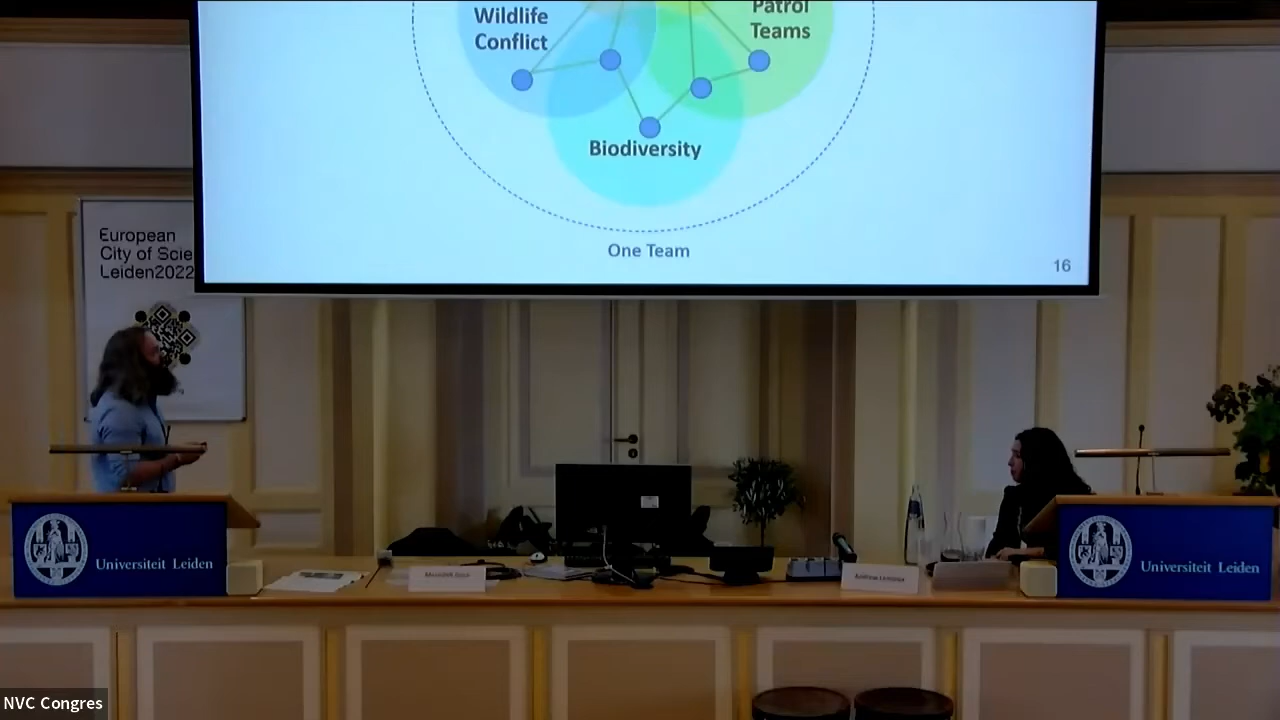 Wildlife
Conflict
Patrol
Teams
Biodiversity
One Team
16
European
City of Scie
Leiden2022
Universiteit Leiden
Universiteit Leiden
NVC Congres